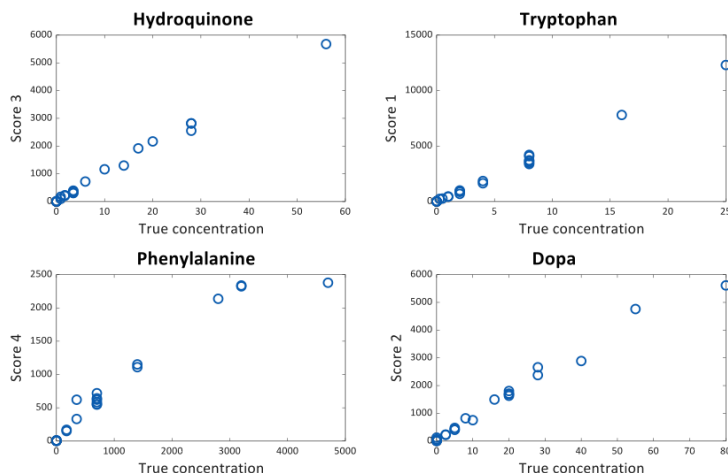 Hydroquinone
6000
5000
4000
3000
2000
1000
0
Score 3
0 10 20 30 40 50 60
True concentration
Tryptophan
15000
10000
5000
0
Score 1
0 5 10 15 20 25
True concentration
Phenylalanine
2500
2000
1500
1000
500
0
Score 4
0 1000 2000 3000 4000 5000
True concentration
Dopa
6000
5000
4000
3000
2000
1000
0
Score 2
0 10 20 30 40 50 60 70 80
True concentration